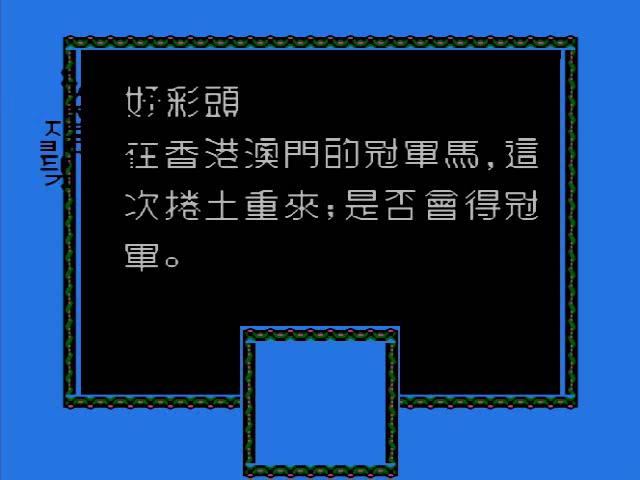 好彩頭
在香港澳門的冠軍馬,這
次捲土重來;是否會得冠
軍。